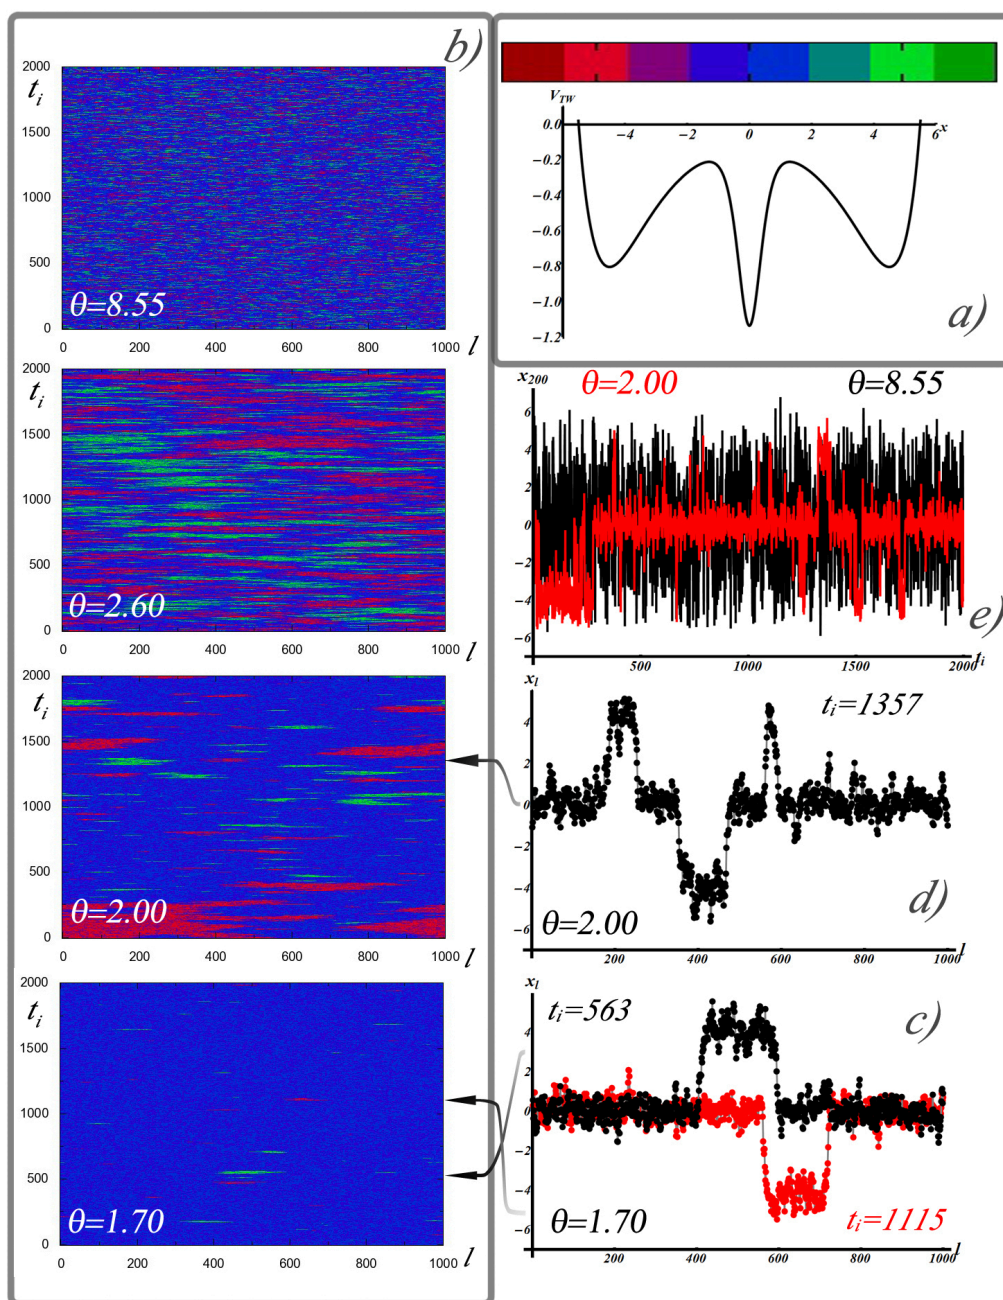 b)
2000
t_i
1500
1000
500
0
θ=8.55
0 200 400 600 800 1000 l
2000
t_i
1500
1000
500
0
θ=2.60
0 200 400 600 800 1000 l
2000
t_i
1500
1000
500
0
θ=2.00
0 200 400 600 800 1000 l
2000
t_i
1500
1000
500
0
θ=1.70
0 200 400 600 800 1000 l
V_TW
0.0
−4 −2 0 2 4 6 x
−0.2
−0.4
−0.6
−0.8
−1.0
−1.2
a)
x_200
θ=2.00 θ=8.55
6
4
2
0
−2
−4
−6
e)
500 1000 1500 2000 t_i
x_l
t_i=1357
4
2
0
−2
−4
−6
d)
θ=2.00
200 400 600 800 1000 l
x_l
t_i=563
c)
6
4
2
0
−2
−4
−6
θ=1.70
t_i=1115
200 400 600 800 1000 l